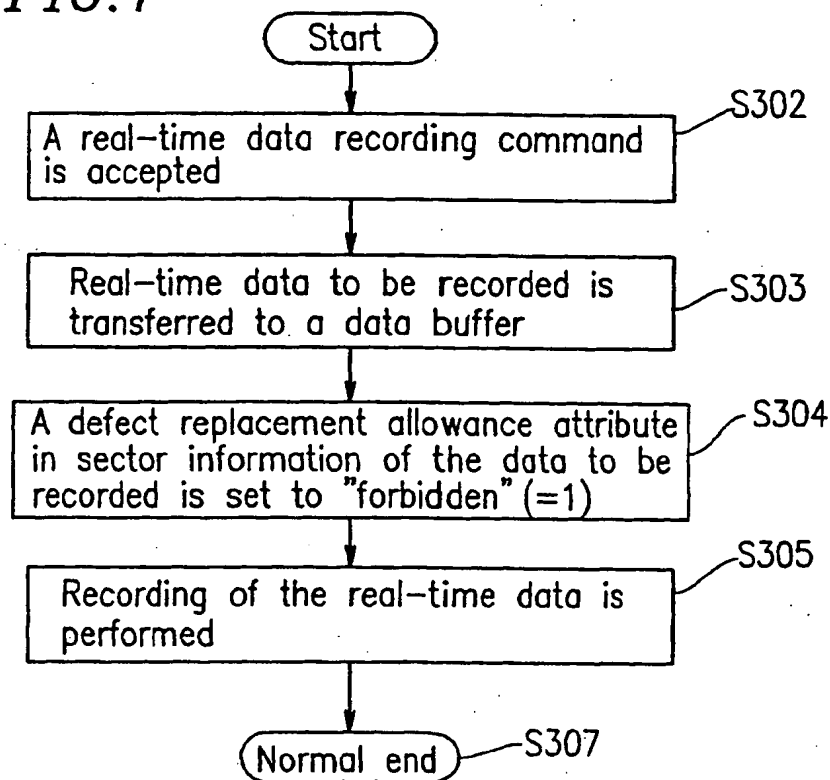 FIG. 7
Start
S302
A real-time data recording command
is accepted
S303
Real-time data to be recorded is
transferred to a data buffer
S304
A defect replacement allowance attribute
in sector information of the data to be
recorded is set to "forbidden" (=1)
S305
Recording of the real-time data is
performed
Normal end
S307